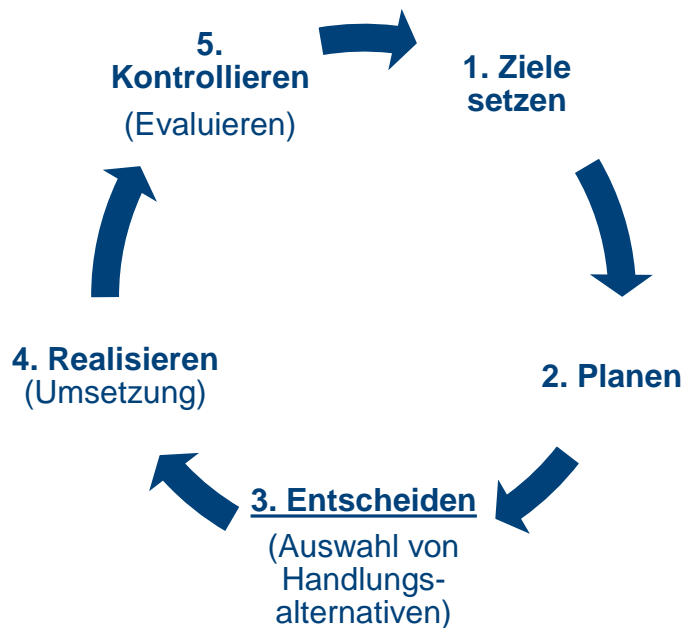 1. Ziele
setzen
2. Planen
3. Entscheiden
(Auswahl von
Handlungs-
alternativen)
4. Realisieren
(Umsetzung)
5.
Kontrollieren
(Evaluieren)